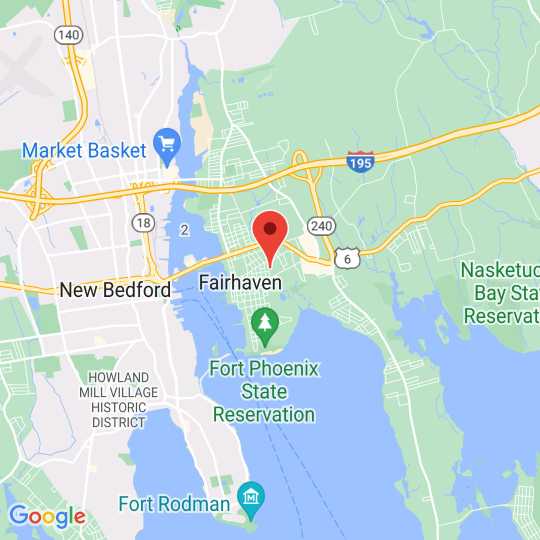 140
Market Basket
195
18
2
240
6
Nasketuc
Bay Stat
Reservat
Fairhaven
New Bedford
Fort Phoenix
State
Reservation
HOWLAND
MILL VILLAGE
HISTORIC
DISTRICT
Fort Rodman
Google